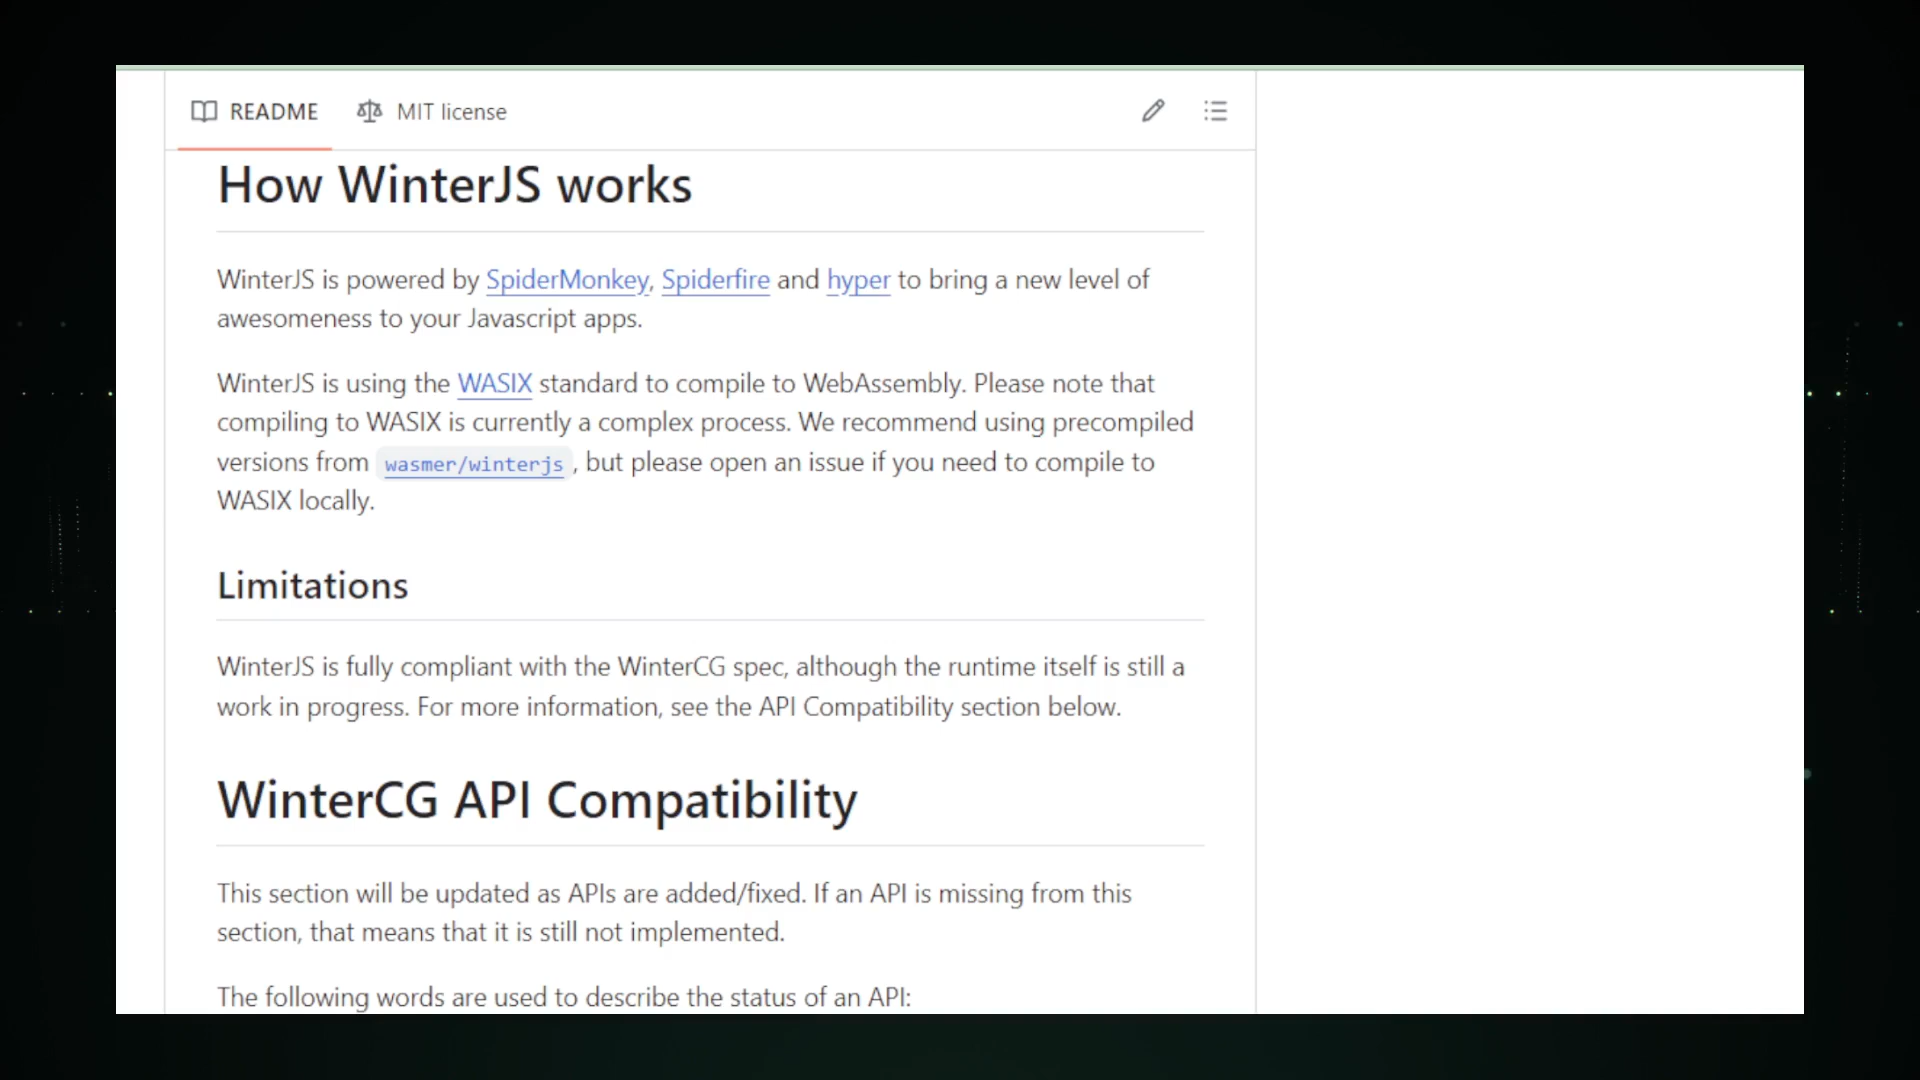 README
MIT license
How WinterJS works
WinterJS is powered by SpiderMonkey, Spiderfire and hyper to bring a new level of
awesomeness to your Javascript apps.
WinterJS is using the WASIX standard to compile to WebAssembly. Please note that
compiling to WASIX is currently a complex process. We recommend using precompiled
versions from wasmer/winterjs, but please open an issue if you need to compile to
WASIX locally.
Limitations
WinterJS is fully compliant with the WinterCG spec, although the runtime itself is still a
work in progress. For more information, see the API Compatibility section below.
WinterCG API Compatibility
This section will be updated as APIs are added/fixed. If an API is missing from this
section, that means that it is still not implemented.
The following words are used to describe the status of an API: